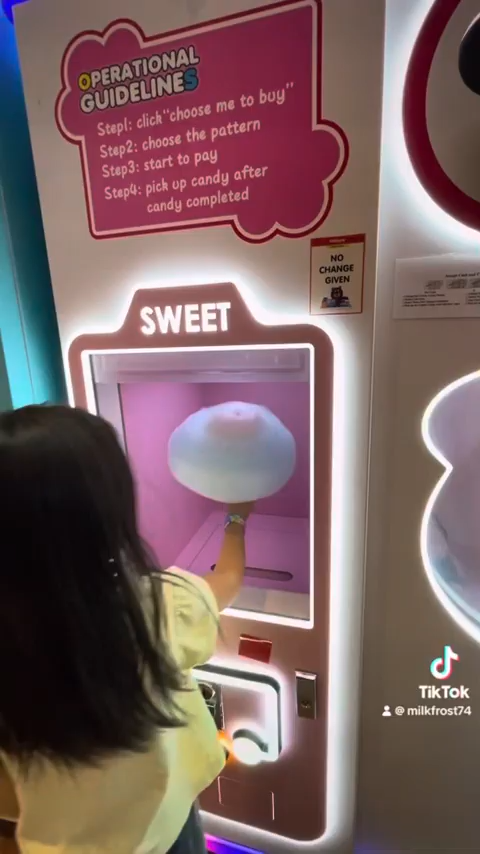 OPERATIONAL
GUIDELINES
Step1: click "choose me to buy"
Step2: choose the pattern
Step3: start to pay
Step4: pick up candy after
candy completed
NO
CHANGE
GIVEN
SWEET
TikTok
@ milkfrost74